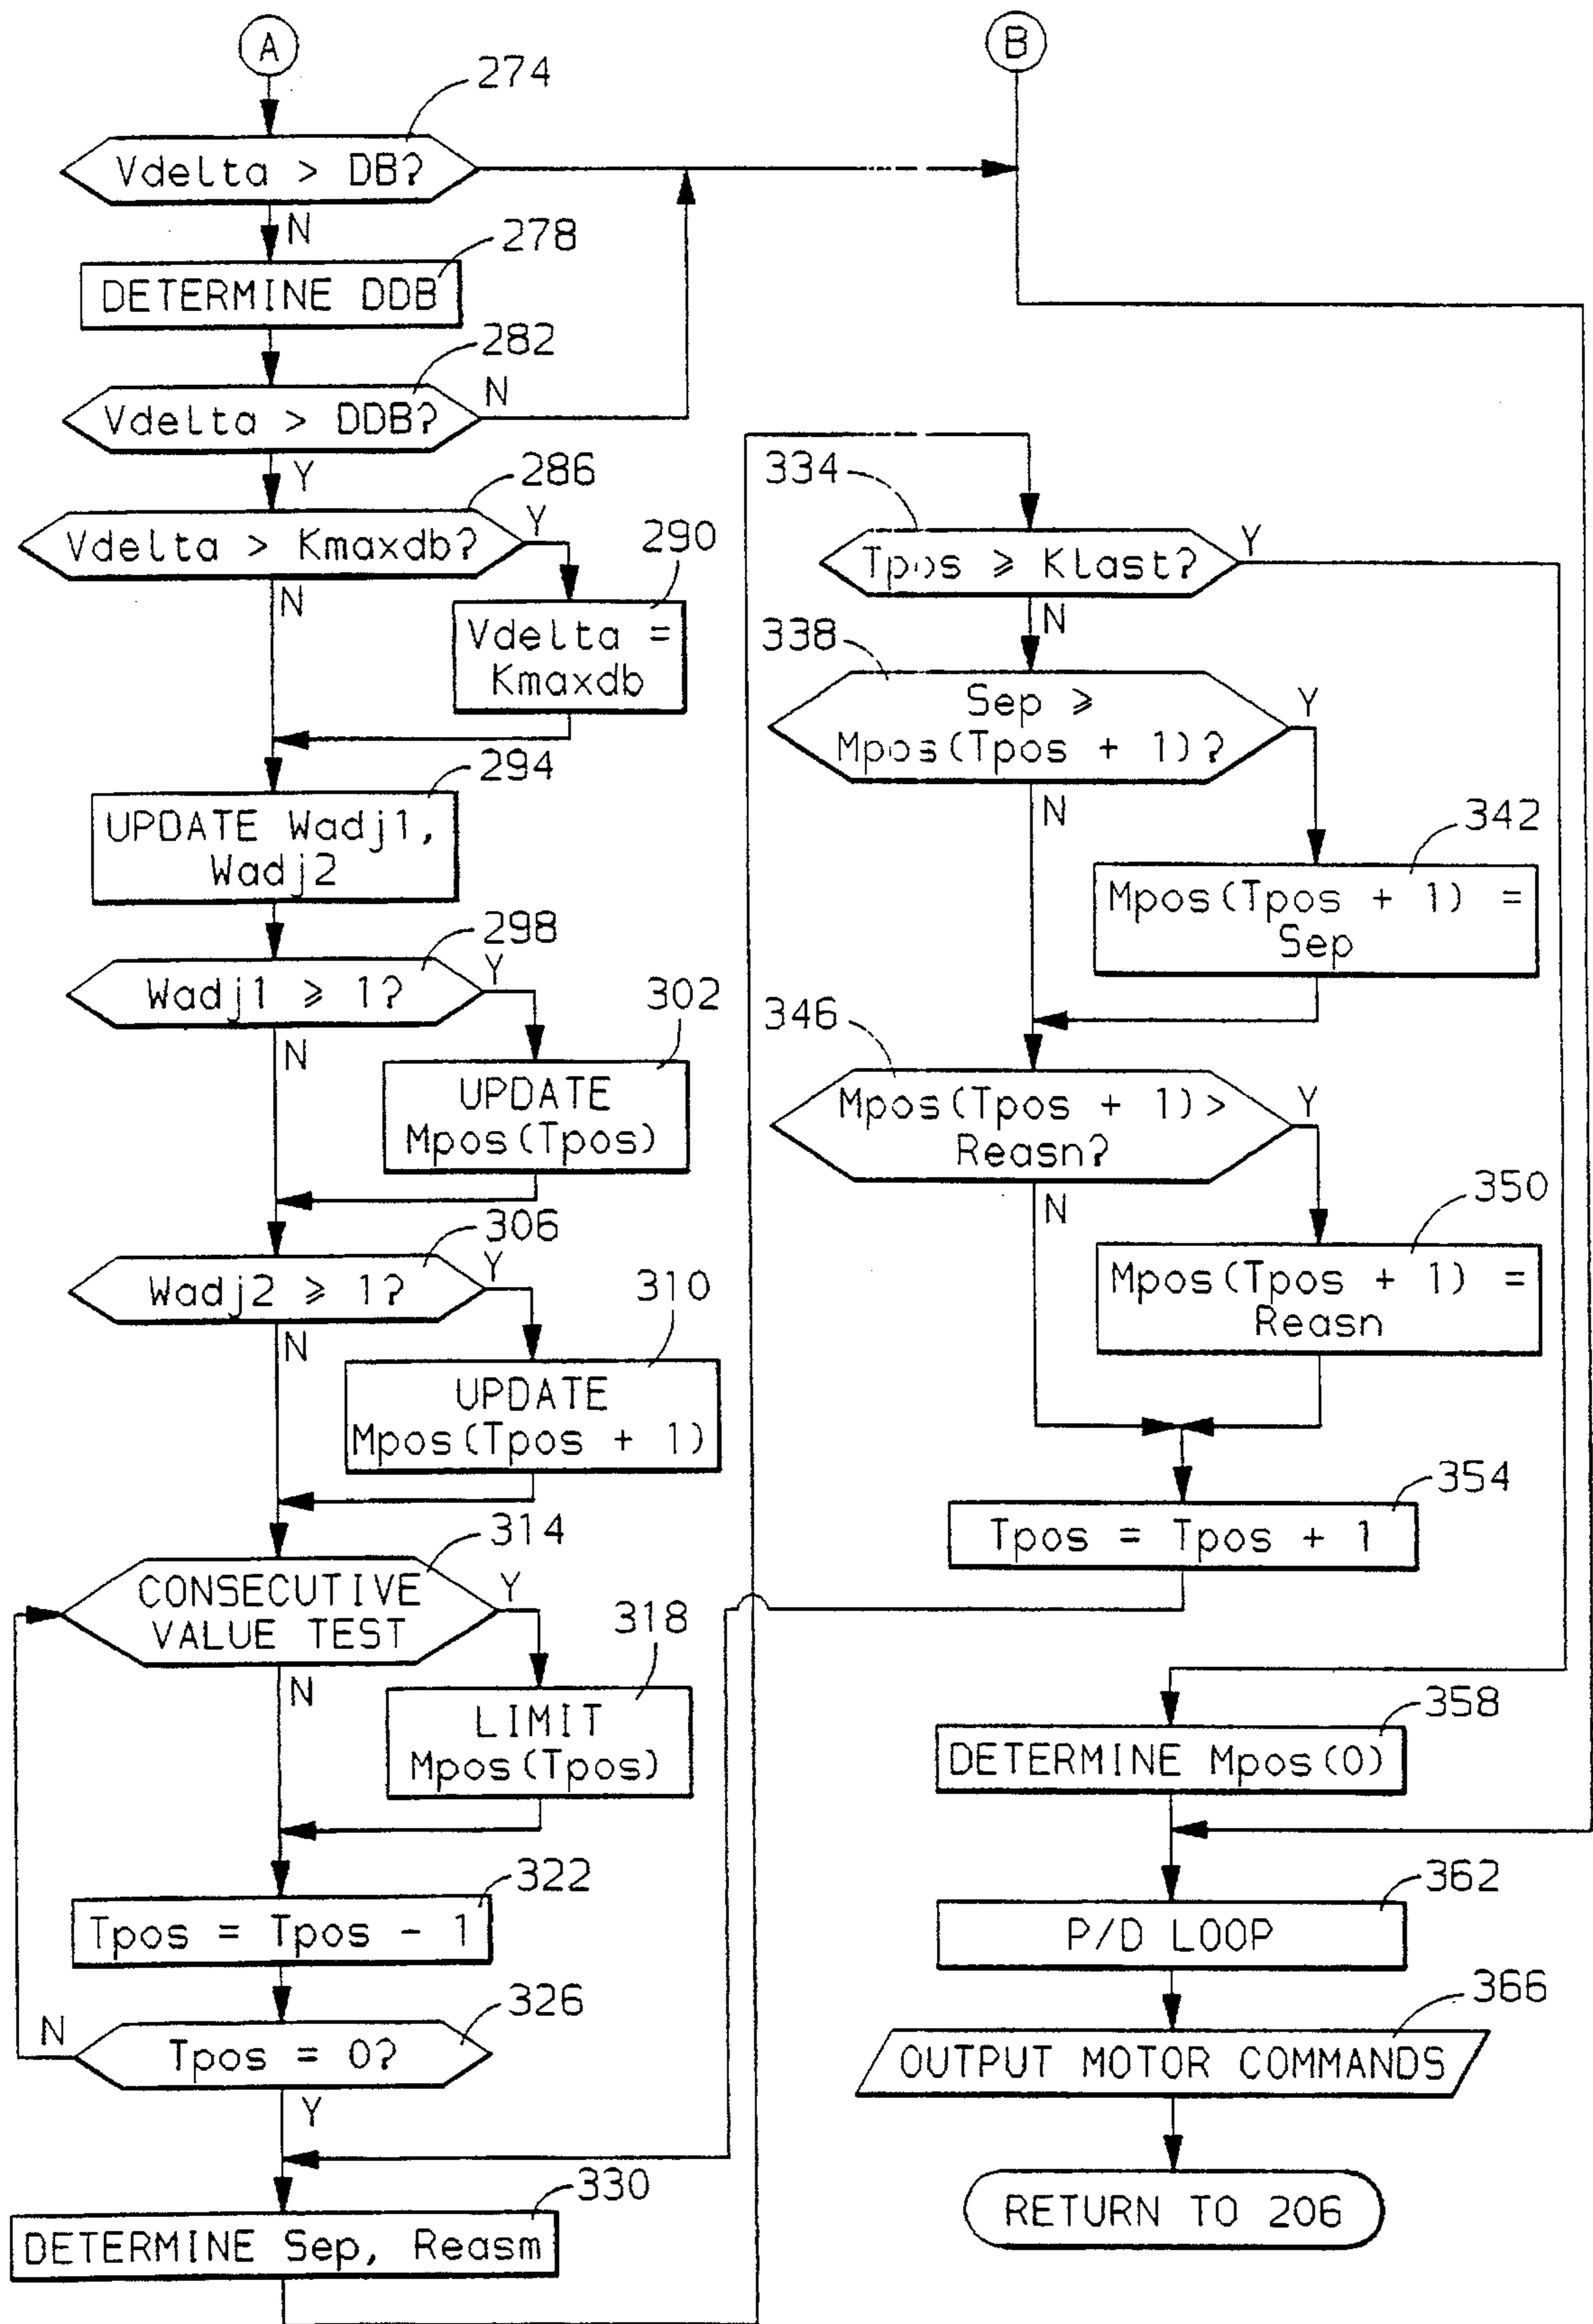 A
274
Vdelta > DB?
N
278
DETERMINE DDB
282
Vdelta > DDB?
N
Y
286
Vdelta > Kmaxdb?
Y
290
N
Vdelta =
Kmaxdb
294
UPDATE Wadj1,
Wadj2
298
Wadj1 ⩾ 1?
Y
302
N
UPDATE
Mpos(Tpos)
306
Wadj2 ⩾ 1?
Y
310
N
UPDATE
Mpos(Tpos + 1)
314
CONSECUTIVE
VALUE TEST
Y
318
N
LIMIT
Mpos(Tpos)
322
Tpos = Tpos - 1
326
N
Tpos = 0?
Y
330
DETERMINE Sep, Reasm
B
334
Tpos ⩾ Klast?
Y
N
338
Sep ⩾
Mpos(Tpos + 1)?
Y
N
342
Mpos(Tpos + 1) =
Sep
346
Mpos(Tpos + 1)>
Reasn?
Y
N
350
Mpos(Tpos + 1) =
Reasn
354
Tpos = Tpos + 1
358
DETERMINE Mpos(0)
362
P/D LOOP
366
OUTPUT MOTOR COMMANDS
RETURN TO 206